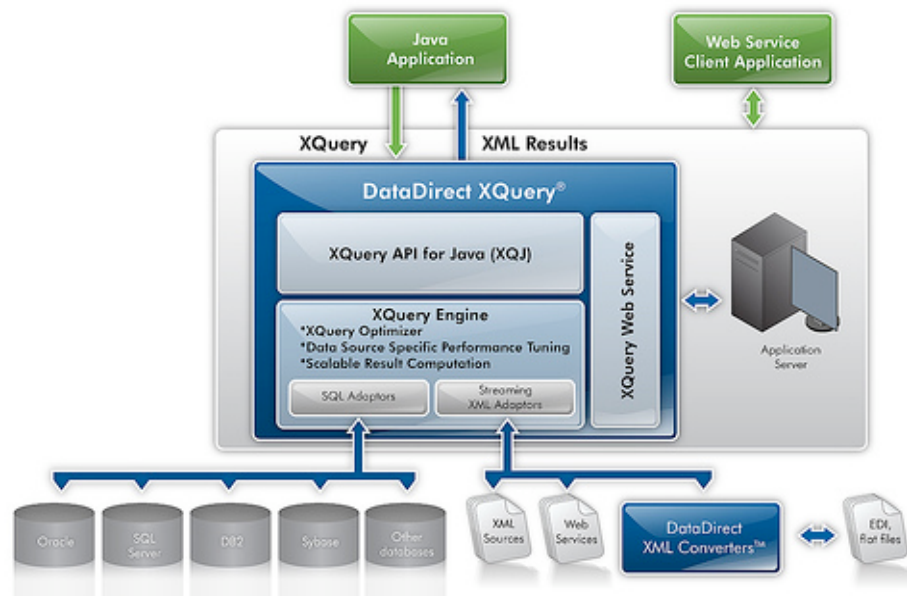 Java
Application
Web Service
Client Application
XQuery
XML Results
DataDirect XQuery®
XQuery API for Java (XQJ)
XQuery Engine
*XQuery Optimizer
*Data Source Specific Performance Tuning
*Scalable Result Computation
SQL Adaptors
Streaming
XML Adaptors
XQuery Web Service
Application
Server
Oracle
SQL
Server
DB2
Sybase
Other
databases
XML
Sources
Web
Services
DataDirect
XML Converters™
EDI,
flat files